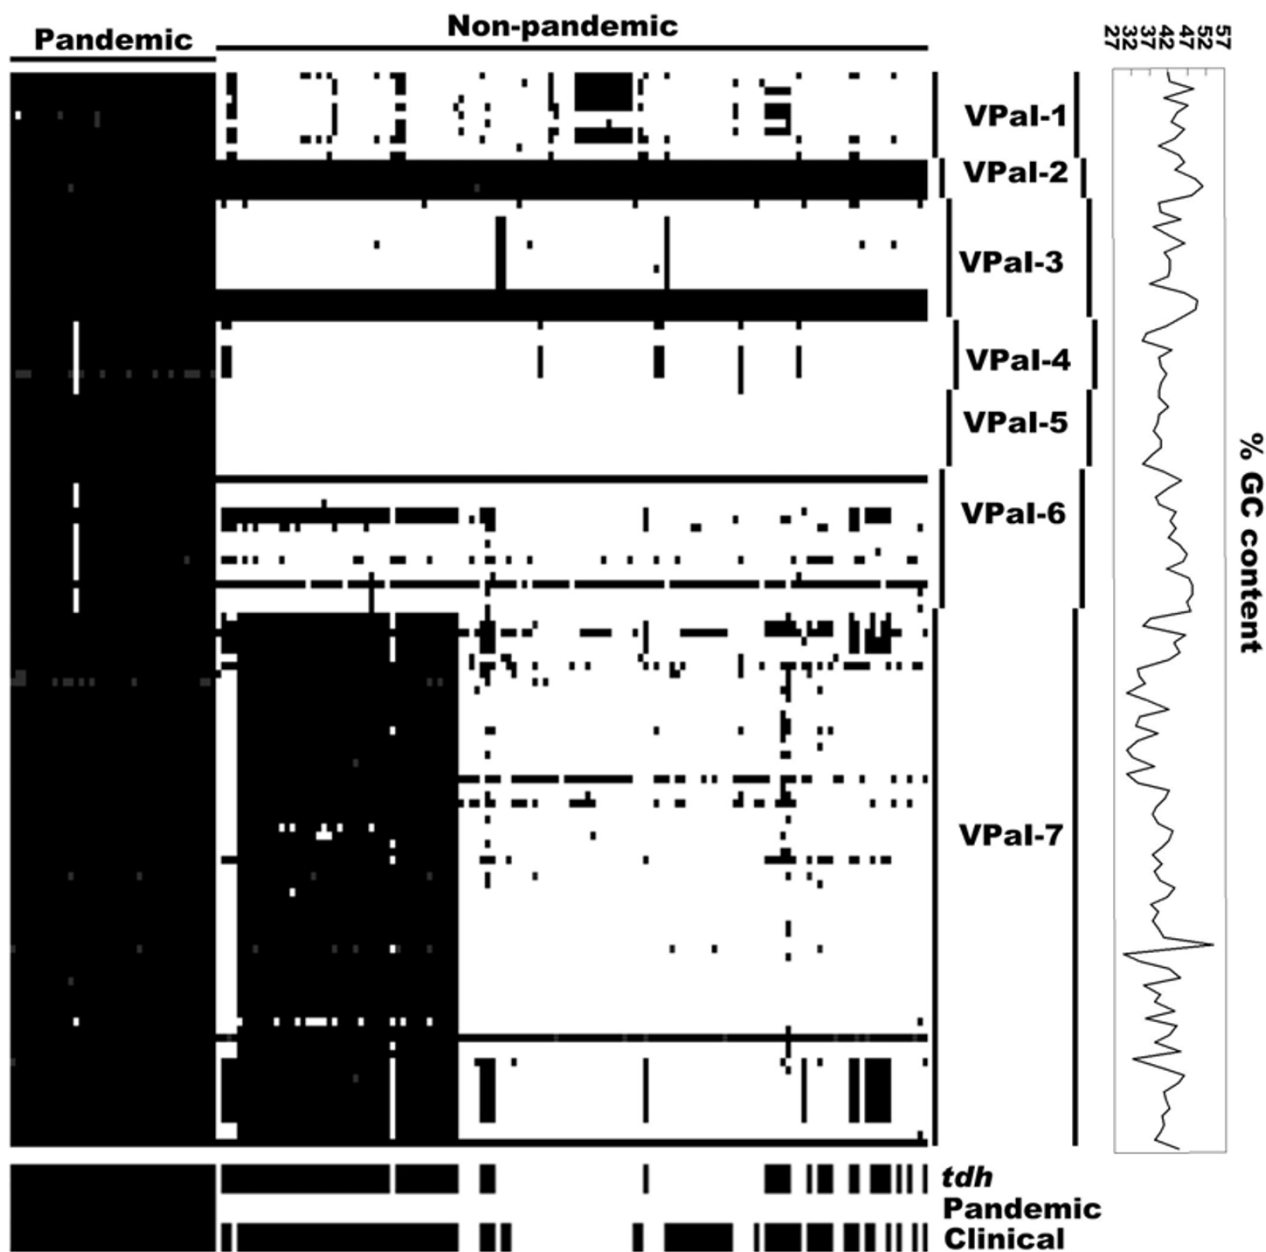 Non-pandemic
Pandemic
27 32 37 42 47 52 57
VPaI-1
VPaI-2
VPaI-3
VPaI-4
VPaI-5
VPaI-6
VPaI-7
% GC content
tdh
Pandemic
Clinical